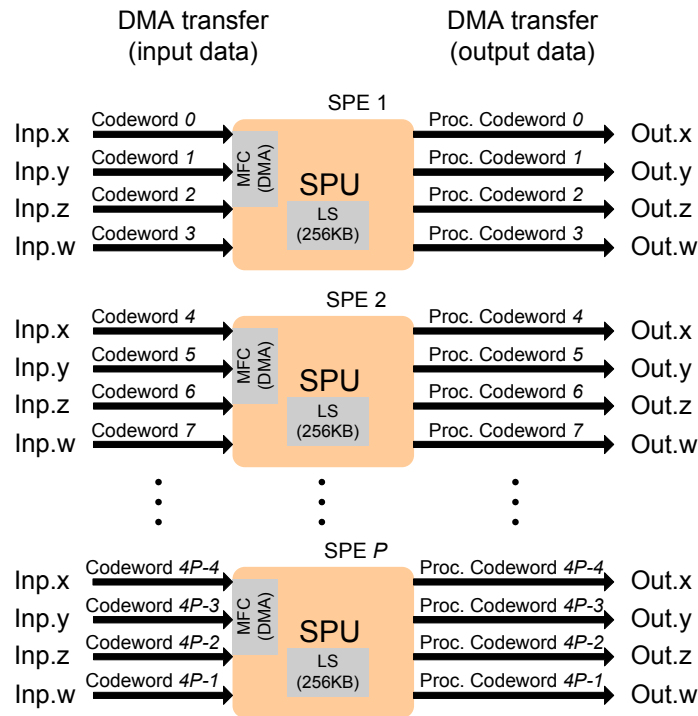 DMA transfer
(input data)
DMA transfer
(output data)
SPE 1
Inp.x
Codeword 0
Proc. Codeword 0
Out.x
Inp.y
Codeword 1
Proc. Codeword 1
Out.y
Inp.z
Codeword 2
Proc. Codeword 2
Out.z
Inp.w
Codeword 3
Proc. Codeword 3
Out.w
MFC
(DMA)
SPU
LS
(256KB)
SPE 2
Inp.x
Codeword 4
Proc. Codeword 4
Out.x
Inp.y
Codeword 5
Proc. Codeword 5
Out.y
Inp.z
Codeword 6
Proc. Codeword 6
Out.z
Inp.w
Codeword 7
Proc. Codeword 7
Out.w
MFC
(DMA)
SPU
LS
(256KB)
SPE P
Inp.x
Codeword 4P-4
Proc. Codeword 4P-4
Out.x
Inp.y
Codeword 4P-3
Proc. Codeword 4P-3
Out.y
Inp.z
Codeword 4P-2
Proc. Codeword 4P-2
Out.z
Inp.w
Codeword 4P-1
Proc. Codeword 4P-1
Out.w
MFC
(DMA)
SPU
LS
(256KB)